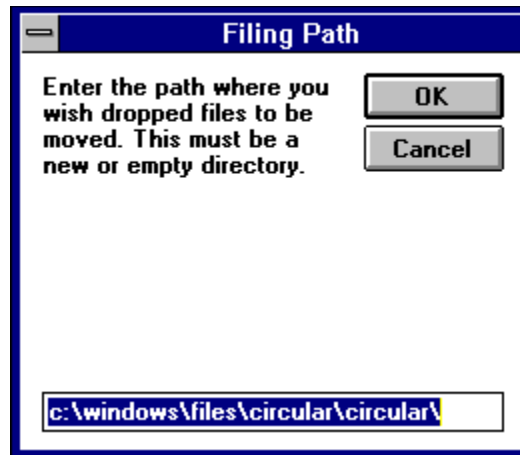 Filing Path
Enter the path where you
wish dropped files to be
moved. This must be a
new or empty directory.
OK
Cancel
c:\windows\files\circular\circular\